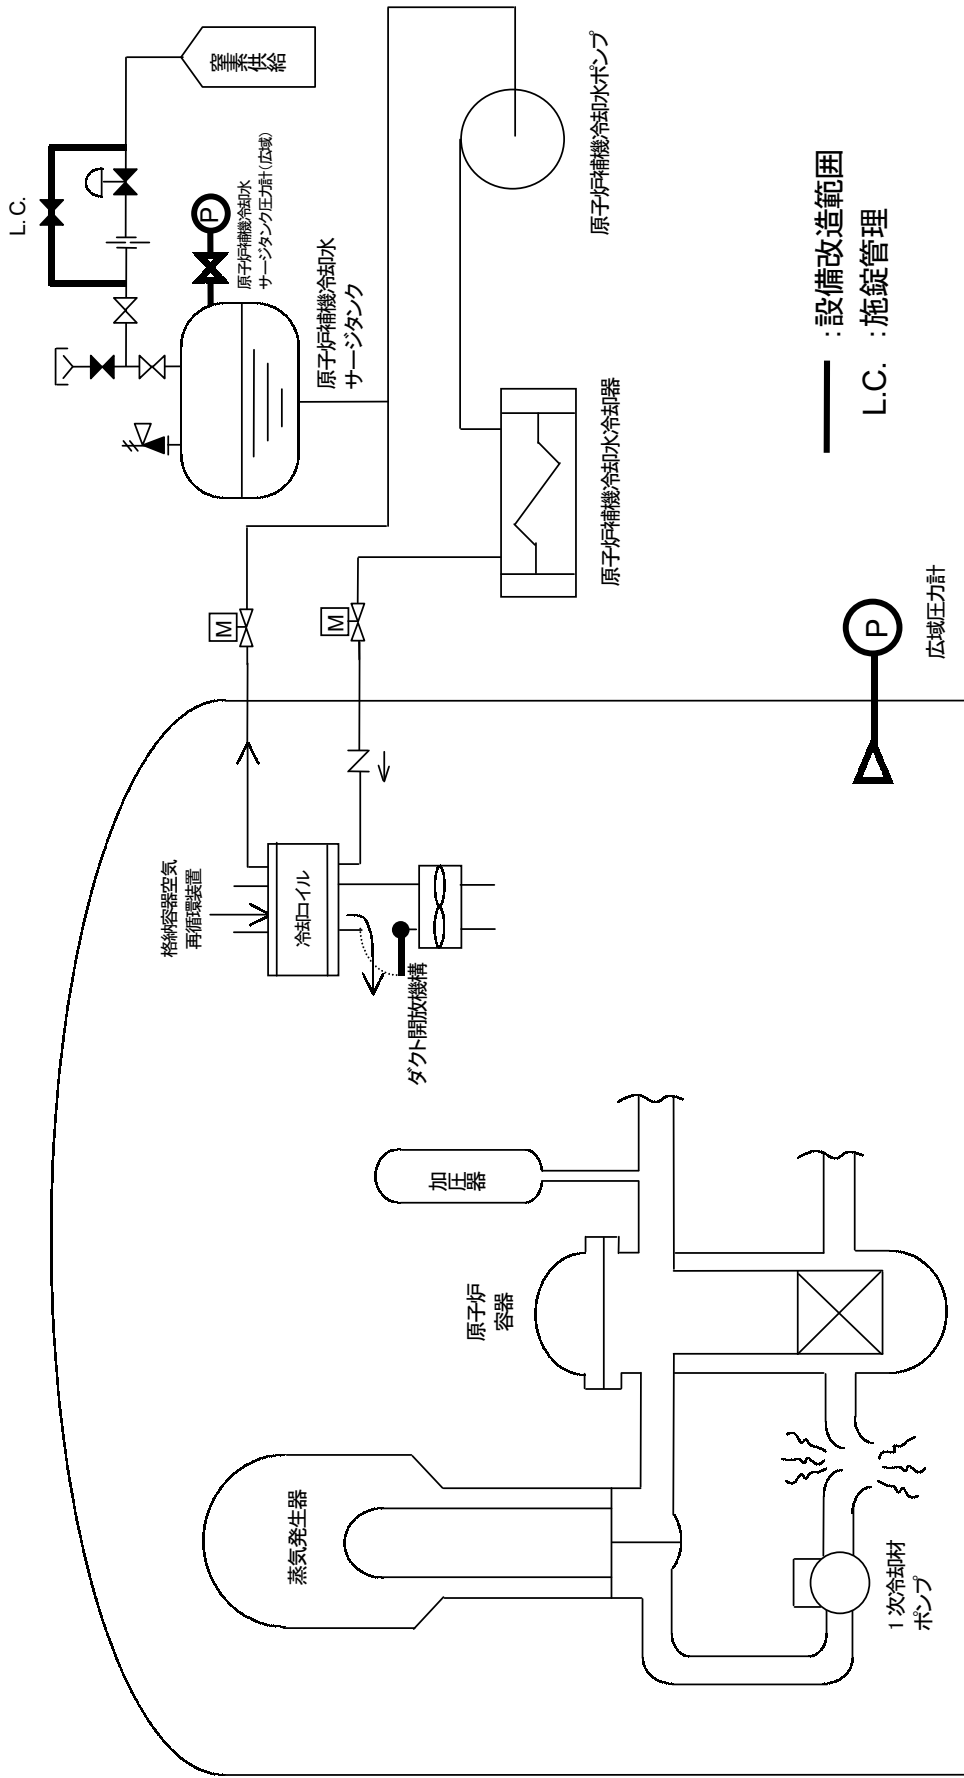 L.C.
窒素
供給
P
原子炉補機冷却水
サージタンク圧力計(広域)
原子炉補機冷却水
サージタンク
原子炉補機冷却水ポンプ
原子炉補機冷却水冷却器
M
M
格納容器空気
再循環装置
冷却コイル
ダクト開放機構
P
広域圧力計
加圧器
原子炉
容器
蒸気発生器
1次冷却材
ポンプ
:設備改造範囲
L.C. :施錠管理